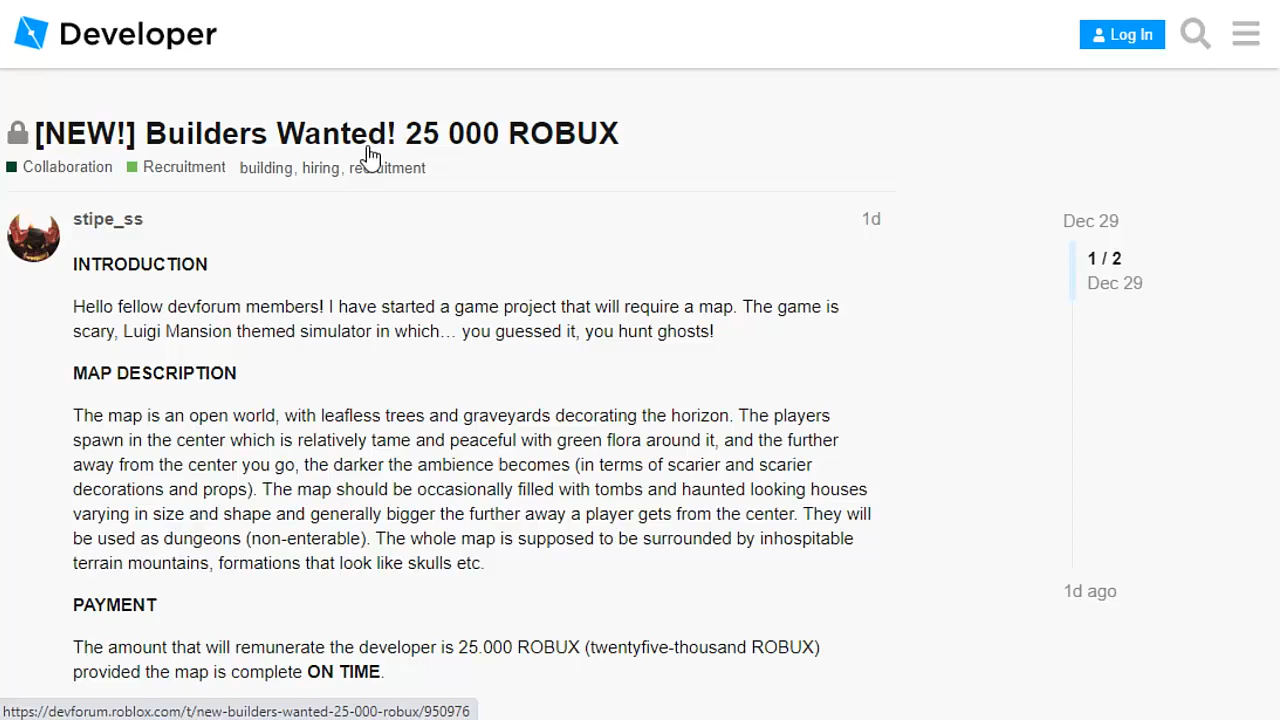 Developer
Log In
[NEW!] Builders Wanted! 25 000 ROBUX
Collaboration Recruitment building, hiring, recruitment
stipe_ss 1d
INTRODUCTION
Hello fellow devforum members! I have started a game project that will require a map. The game is
scary, Luigi Mansion themed simulator in which… you guessed it, you hunt ghosts!
MAP DESCRIPTION
The map is an open world, with leafless trees and graveyards decorating the horizon. The players
spawn in the center which is relatively tame and peaceful with green flora around it, and the further
away from the center you go, the darker the ambience becomes (in terms of scarier and scarier
decorations and props). The map should be occasionally filled with tombs and haunted looking houses
varying in size and shape and generally bigger the further away a player gets from the center. They will
be used as dungeons (non-enterable). The whole map is supposed to be surrounded by inhospitable
terrain mountains, formations that look like skulls etc.
PAYMENT
The amount that will remunerate the developer is 25.000 ROBUX (twentyfive-thousand ROBUX)
provided the map is complete ON TIME.
Dec 29
1 / 2
Dec 29
1d ago
https://devforum.roblox.com/t/new-builders-wanted-25-000-robux/950976